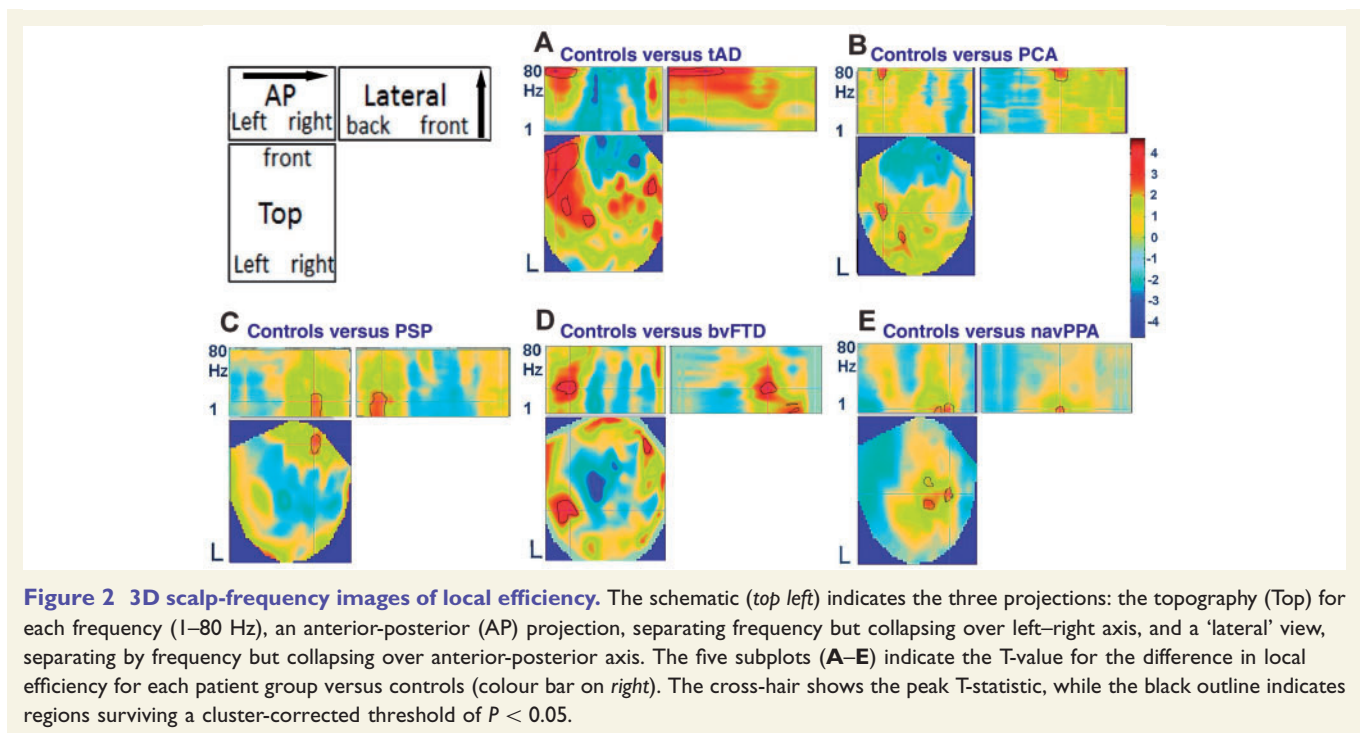 AP
Left right
Lateral
back front
front
Top
Left right
A Controls versus tAD
80
Hz
1
L
B Controls versus PCA
80
Hz
1
L
4
3
2
1
0
-1
-2
-3
-4
C Controls versus PSP
80
Hz
1
L
D Controls versus bvFTD
80
Hz
1
L
E Controls versus navPPA
80
Hz
1
L
Figure 2 3D scalp-frequency images of local efficiency. The schematic (top left) indicates the three projections: the topography (Top) for
each frequency (1–80 Hz), an anterior-posterior (AP) projection, separating frequency but collapsing over left–right axis, and a ‘lateral’ view,
separating by frequency but collapsing over anterior-posterior axis. The five subplots (A–E) indicate the T-value for the difference in local
efficiency for each patient group versus controls (colour bar on right). The cross-hair shows the peak T-statistic, while the black outline indicates
regions surviving a cluster-corrected threshold of P < 0.05.